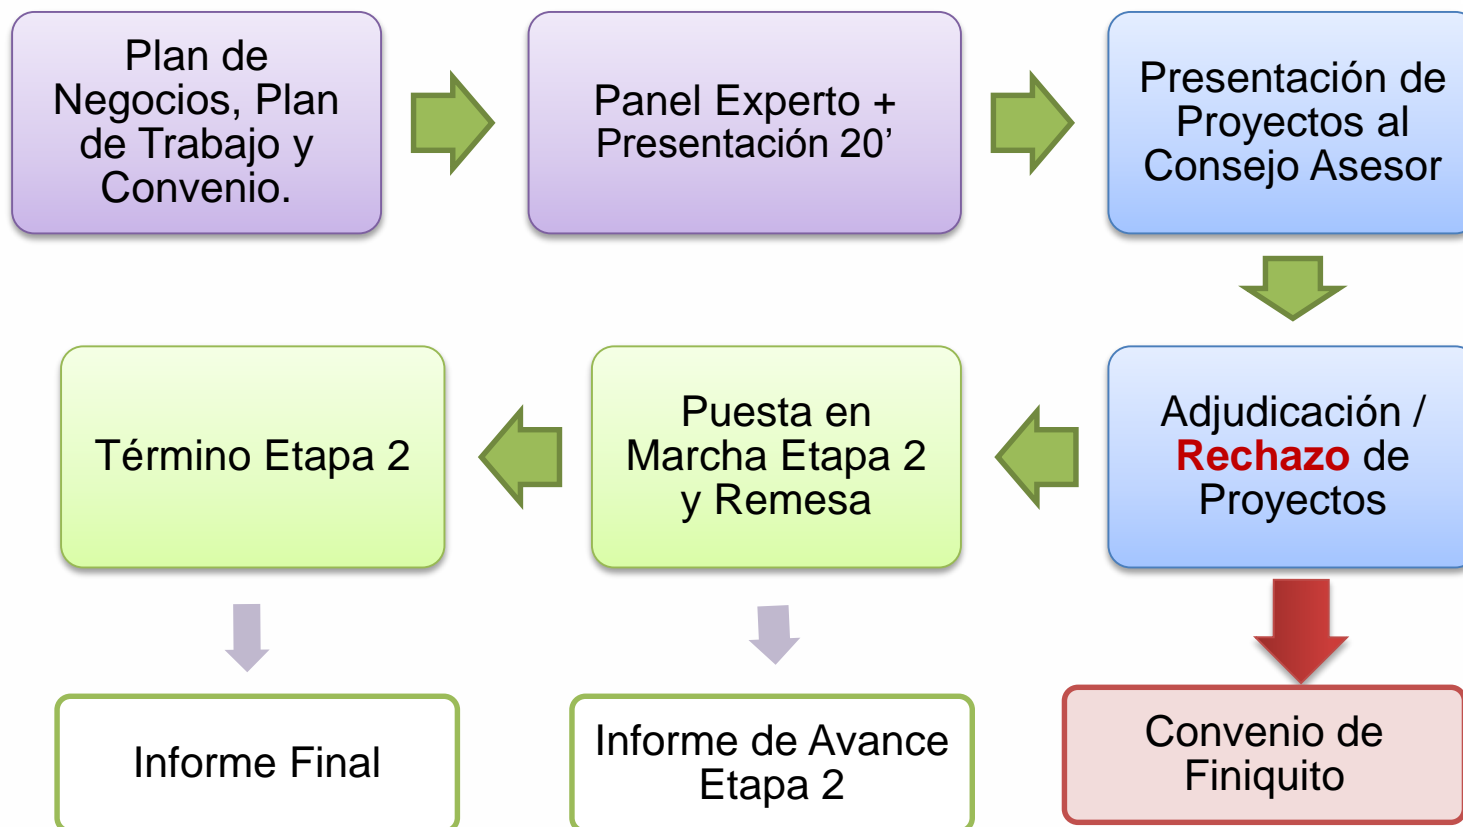 Plan de
Negocios, Plan
de Trabajo y
Convenio.
Panel Experto +
Presentación 20’
Presentación de
Proyectos al
Consejo Asesor
Adjudicación /
Rechazo de
Proyectos
Puesta en
Marcha Etapa 2
y Remesa
Término Etapa 2
Informe Final
Informe de Avance
Etapa 2
Convenio de
Finiquito